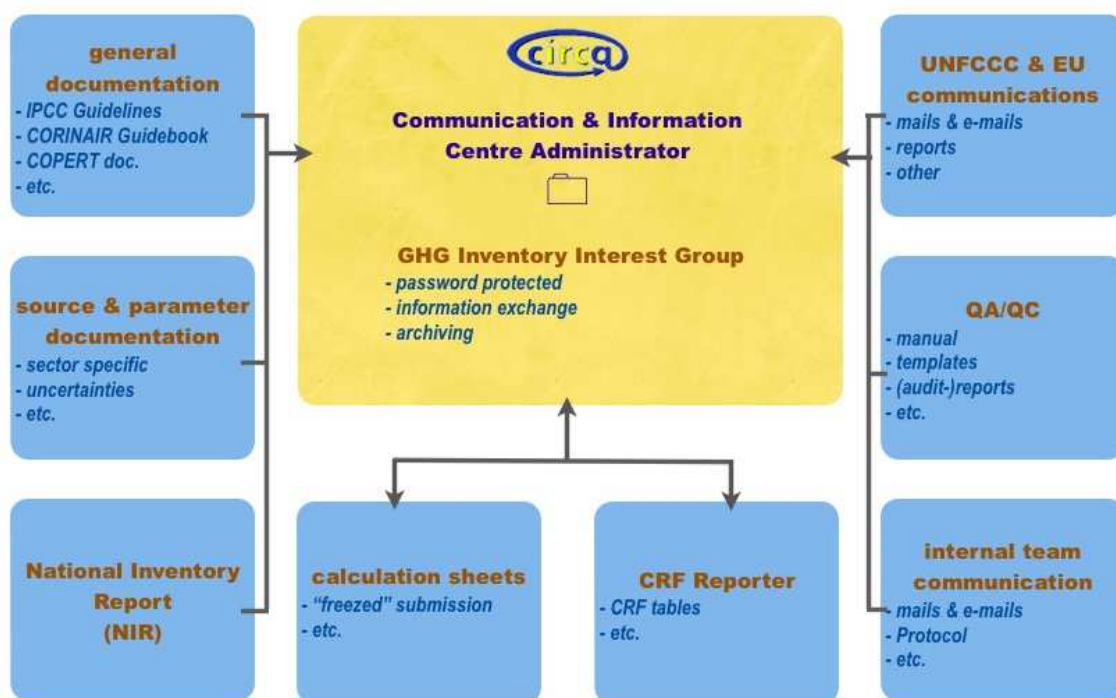 general
documentation
- IPCC Guidelines
- CORINAIR Guidebook
- COPERT doc.
- etc.
source & parameter
documentation
- sector specific
- uncertainties
- etc.
National Inventory
Report
(NIR)
circa
Communication & Information
Centre Administrator
GHG Inventory Interest Group
- password protected
- information exchange
- archiving
calculation sheets
- “freezed” submission
- etc.
CRF Reporter
- CRF tables
- etc.
UNFCCC & EU
communications
- mails & e-mails
- reports
- other
QA/QC
- manual
- templates
- (audit-)reports
- etc.
internal team
communication
- mails & e-mails
- Protocol
- etc.